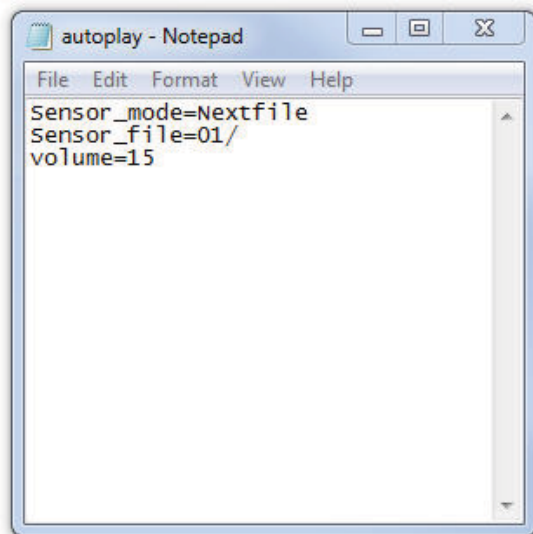 autoplay - Notepad
File Edit Format View Help
Sensor_mode=Nextfile
Sensor_file=01/
volume=15